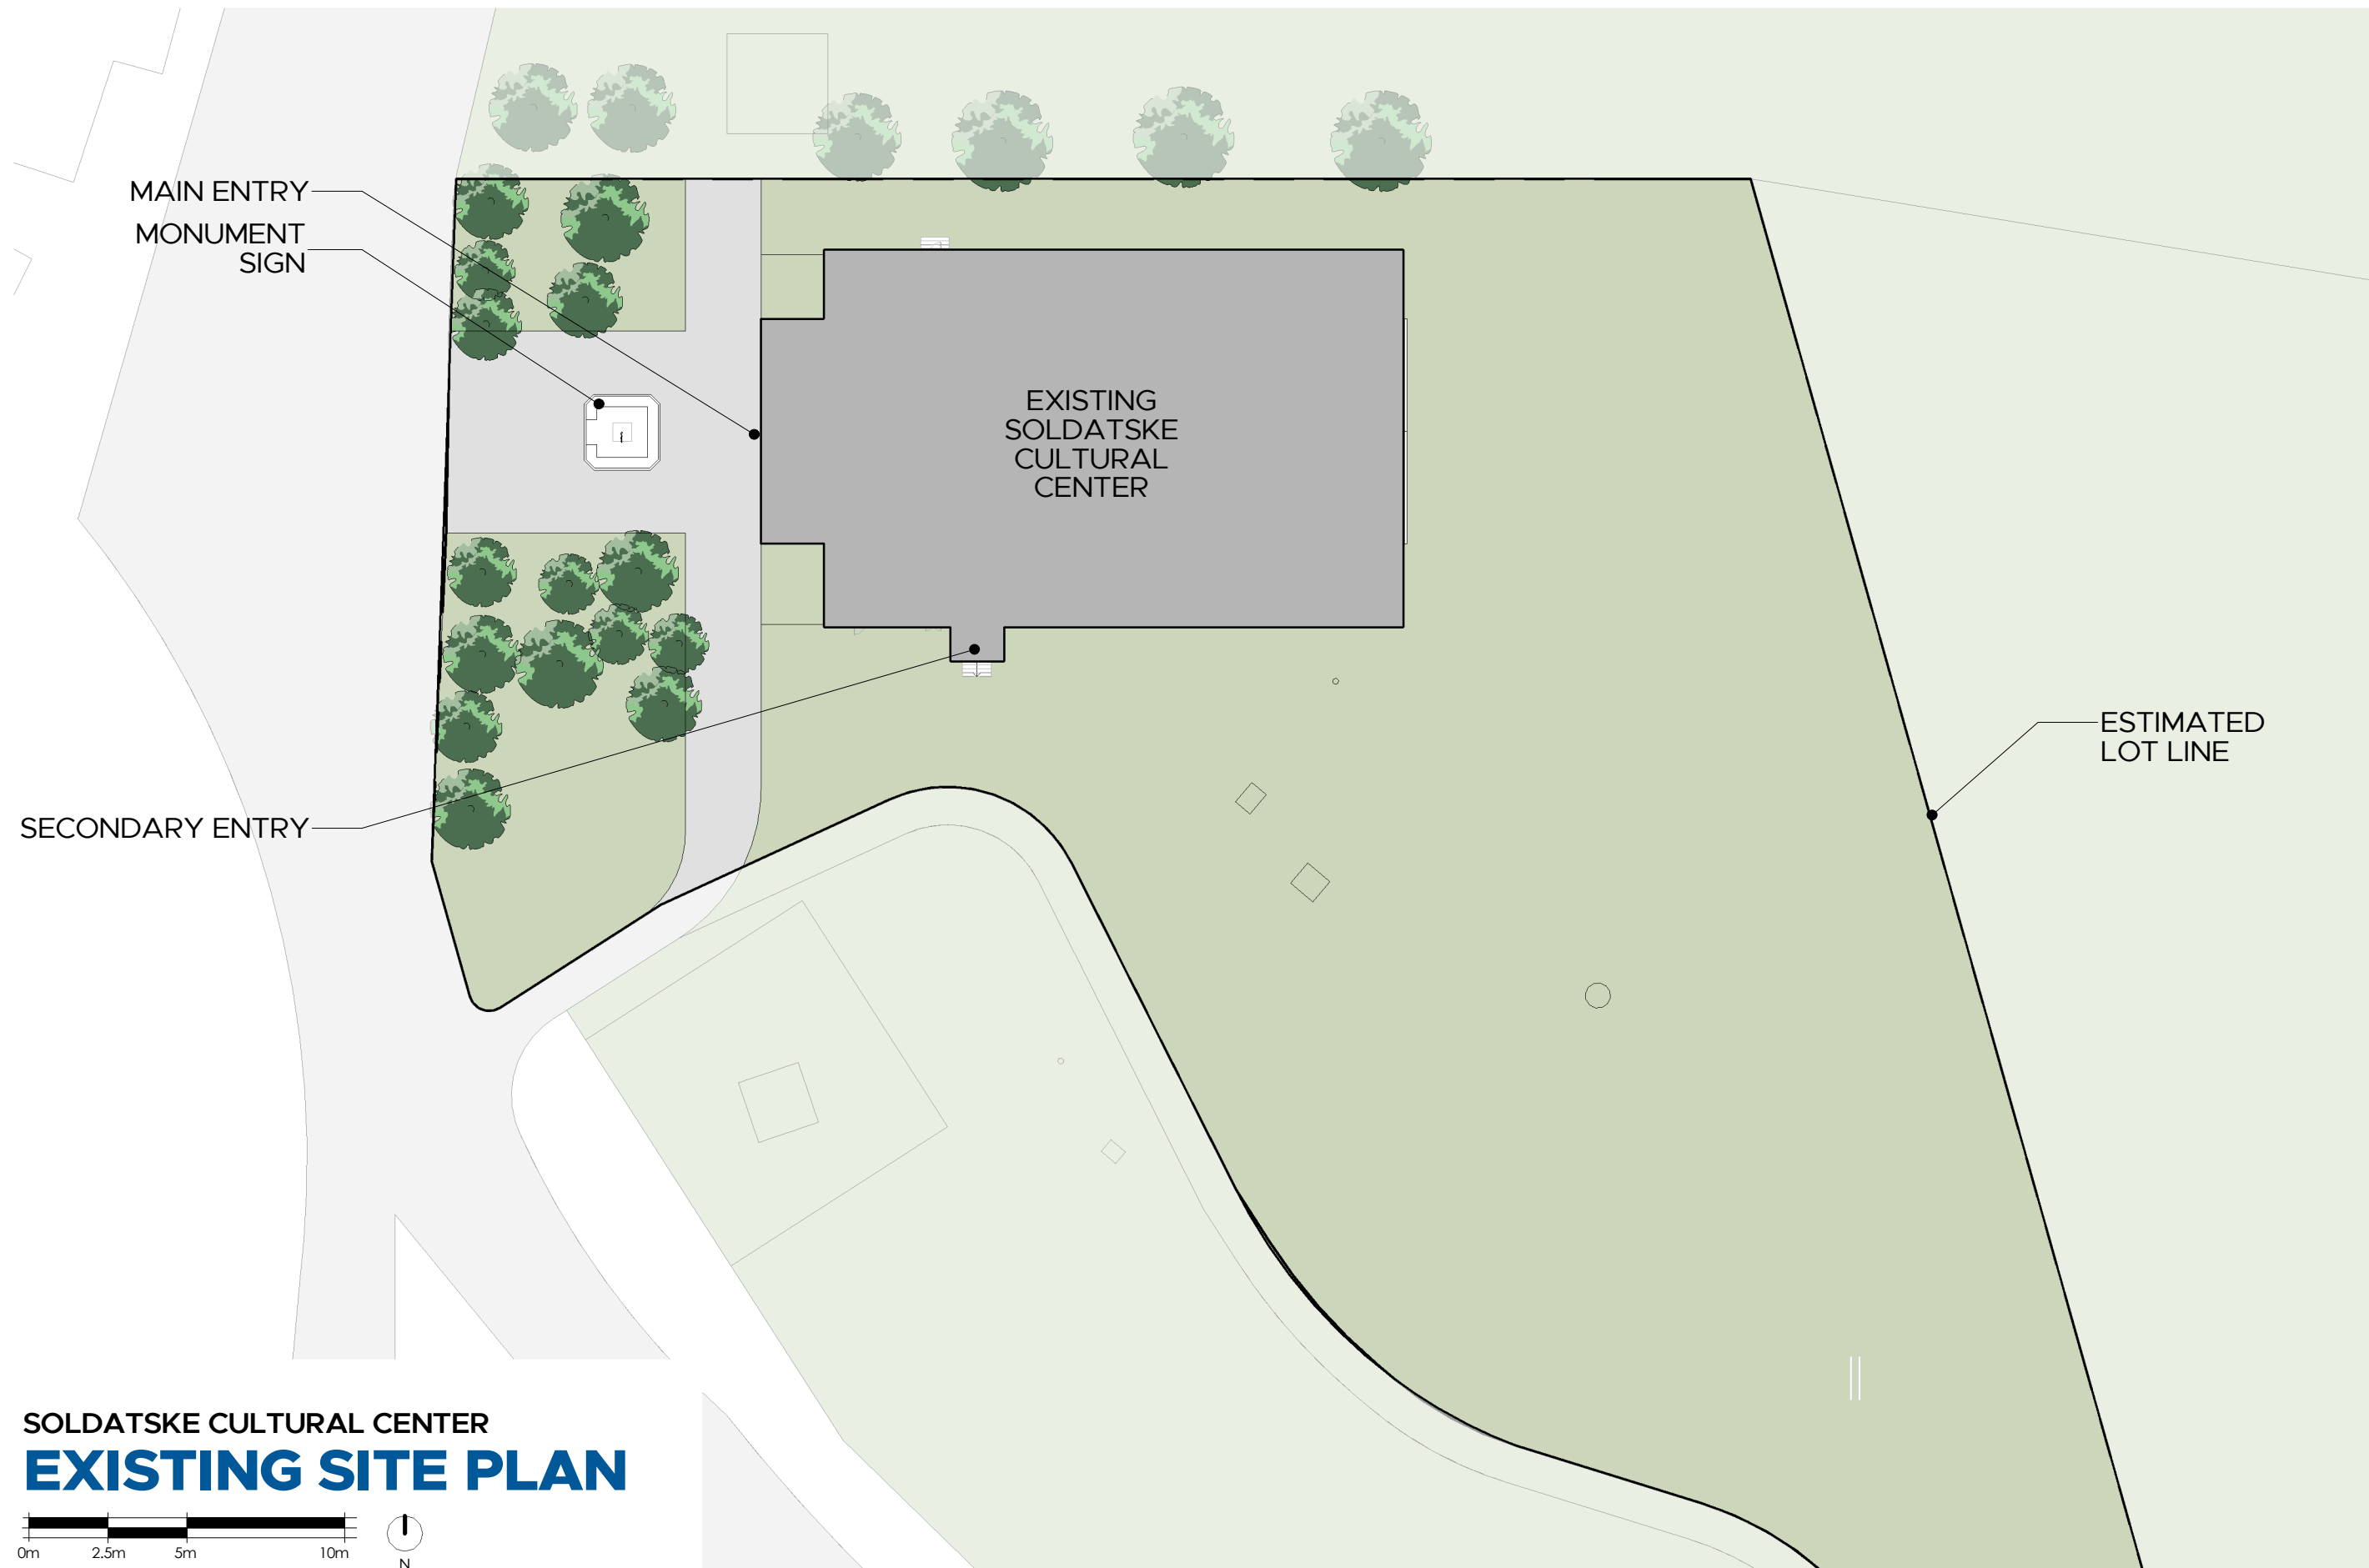 MAIN ENTRY
MONUMENT
SIGN
EXISTING
SOLDATSKE
CULTURAL
CENTER
ESTIMATED
LOT LINE
SECONDARY ENTRY
SOLDATSKE CULTURAL CENTER
EXISTING SITE PLAN
0m 2.5m 5m 10m
N